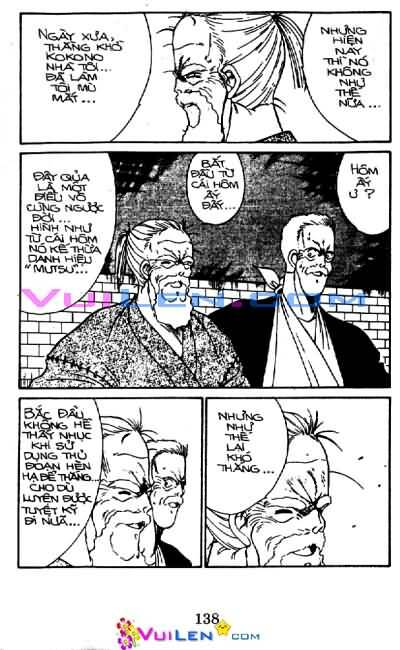 NHƯNG
HIỆN
NAY
THÌ NÓ
KHÔNG
NHƯ
THẾ
NỮA...
NGÀY XƯA,
THẰNG KHỜ
KOKONO
NHÀ TÔI...
ĐÃ LÀM
TÔI MÙ
MẮT...
HÔM
ẤY
Ư ?
BẮT
ĐẦU TỪ
CÁI HÔM
ẤY
ĐẤY...
ĐÂY QỦA
LÀ MỘT
ĐIỀU VÔ
CÙNG NGƯỢC
ĐỜI...
HÌNH NHƯ
TỪ CÁI HÔM
NÓ KẾ THỪA
DANH HIỆU
"MUTSU"...
VUILEN.COM
NHƯNG
NHƯ
THẾ
LẠI
KHÓ
THẮNG...
BẮC ĐẨU
KHÔNG HỀ
THẤY NHỤC
KHI SỬ
DỤNG THỦ
ĐOẠN HÈN
HẠ ĐỂ THẮNG...
CHO DÙ
LUYỆN ĐƯỢC
TUYỆT KỸ
ĐI NỮA...
138
VUILEN.COM